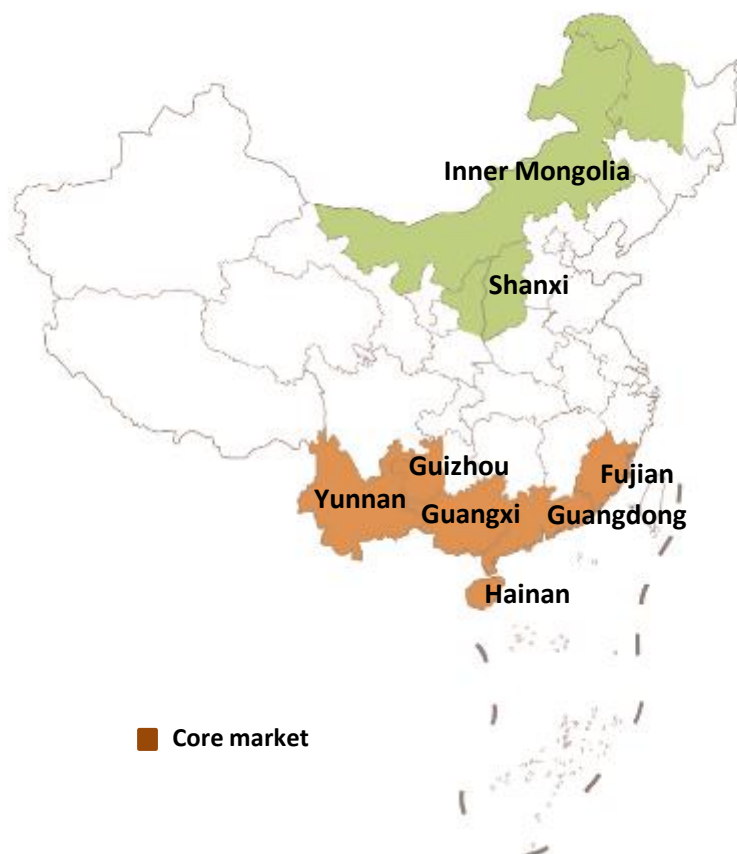 Inner Mongolia
Shanxi
Guizhou
Fujian
Yunnan
Guangxi
Guangdong
Hainan
Core market